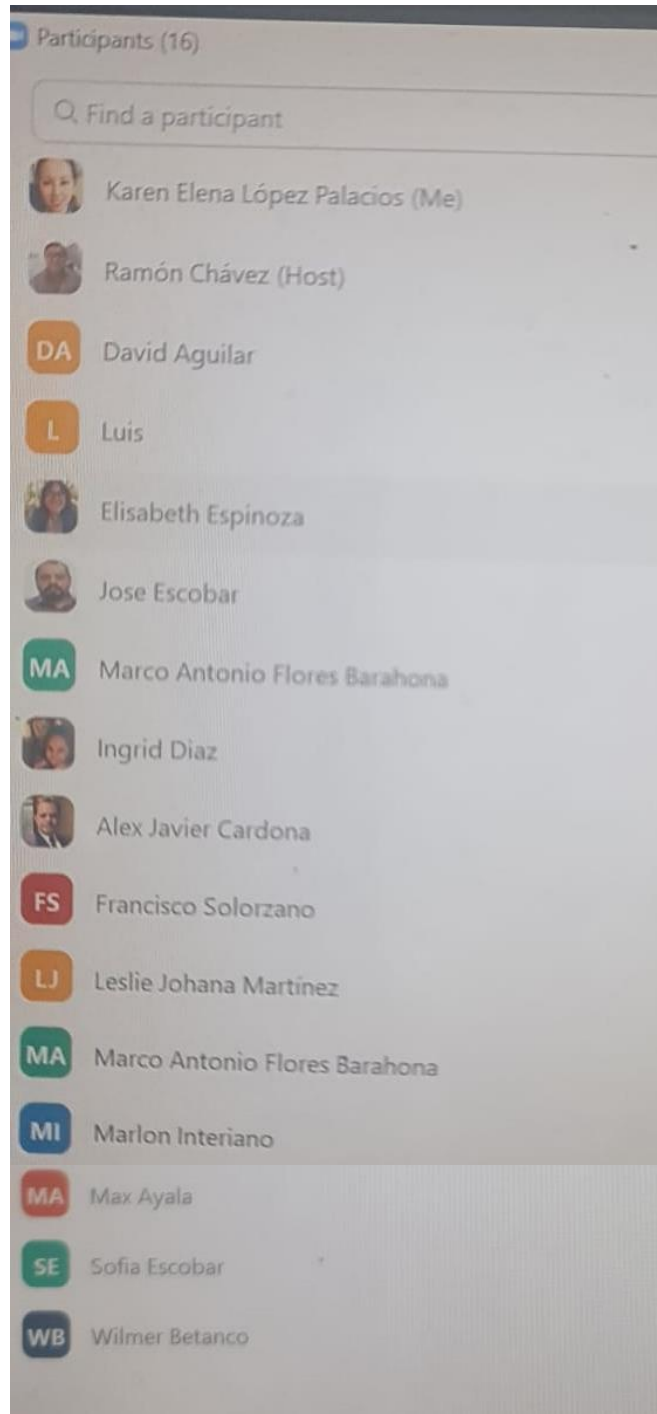 Participants (16)
Find a participant
Karen Elena López Palacios (Me)
Ramón Chávez (Host)
DA David Aguilar
L Luis
Elisabeth Espinoza
Jose Escobar
MA Marco Antonio Flores Barahona
Ingrid Diaz
Alex Javier Cardona
FS Francisco Solorzano
LJ Leslie Johana Martinez
MA Marco Antonio Flores Barahona
MI Marlon Interiano
MA Max Ayala
SE Sofia Escobar
WB Wilmer Betanco